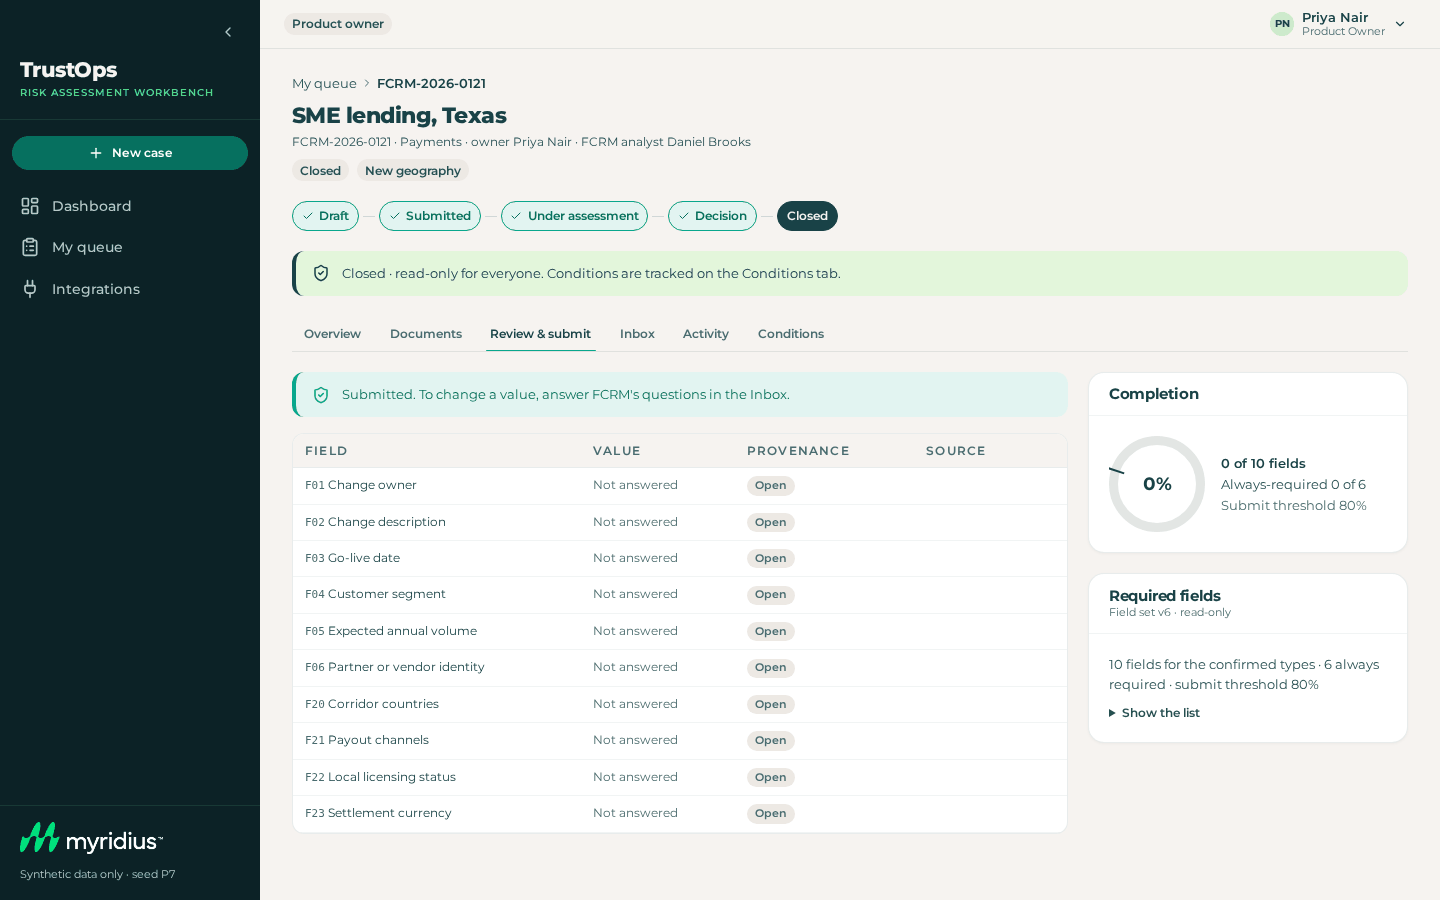 TrustOps
RISK ASSESSMENT WORKBENCH
New case
Dashboard
My queue
Integrations
myridius™
Synthetic data only · seed P7
Product owner
PN
Priya Nair
Product Owner
My queue > FCRM-2026-0121
SME lending, Texas
FCRM-2026-0121 · Payments · owner Priya Nair · FCRM analyst Daniel Brooks
Closed New geography
Draft Submitted Under assessment Decision Closed
Closed · read-only for everyone. Conditions are tracked on the Conditions tab.
Overview Documents Review & submit Inbox Activity Conditions
Submitted. To change a value, answer FCRM's questions in the Inbox.
FIELD VALUE PROVENANCE SOURCE
F01 Change owner Not answered Open
F02 Change description Not answered Open
F03 Go-live date Not answered Open
F04 Customer segment Not answered Open
F05 Expected annual volume Not answered Open
F06 Partner or vendor identity Not answered Open
F20 Corridor countries Not answered Open
F21 Payout channels Not answered Open
F22 Local licensing status Not answered Open
F23 Settlement currency Not answered Open
Completion
0%
0 of 10 fields
Always-required 0 of 6
Submit threshold 80%
Required fields
Field set v6 · read-only
10 fields for the confirmed types · 6 always
required · submit threshold 80%
Show the list